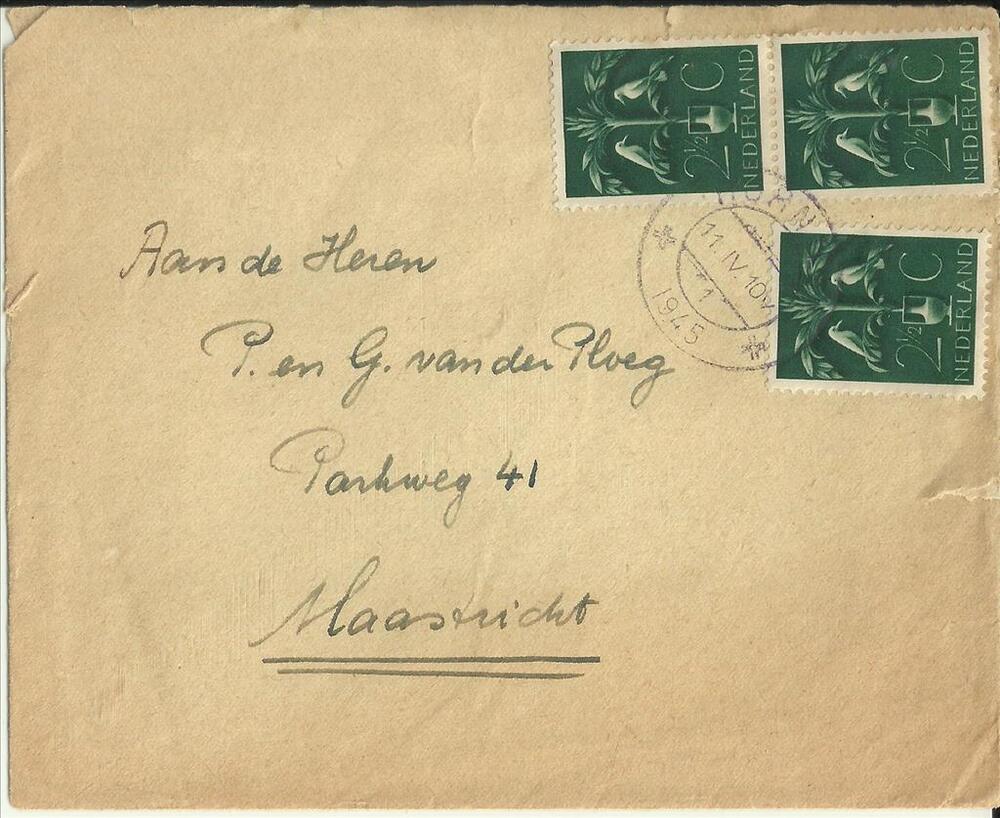 2½ C
NEDERLAND
2½ C
NEDERLAND
2½ C
NEDERLAND
11.IV.10
1
1945
Aan de Heren
P. en G. van der Ploeg
Parkweg 41
Maastricht